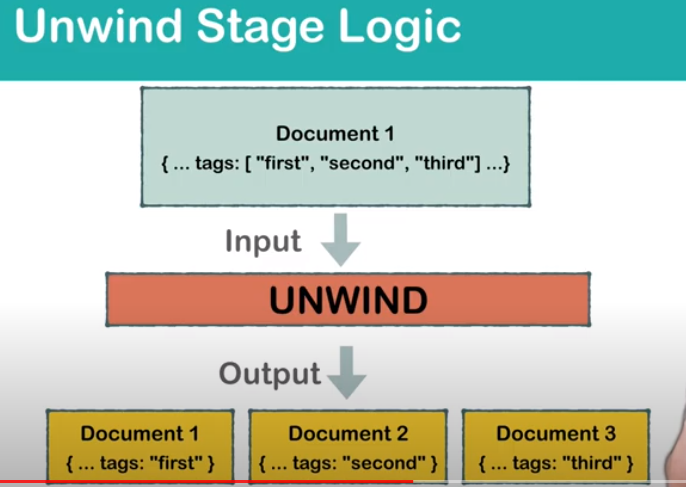 Unwind Stage Logic
Document 1
{ ... tags: [ "first", "second", "third"] ...}
Input
UNWIND
Output
Document 1
{ ... tags: "first" }
Document 2
{ ... tags: "second" }
Document 3
{ ... tags: "third" }